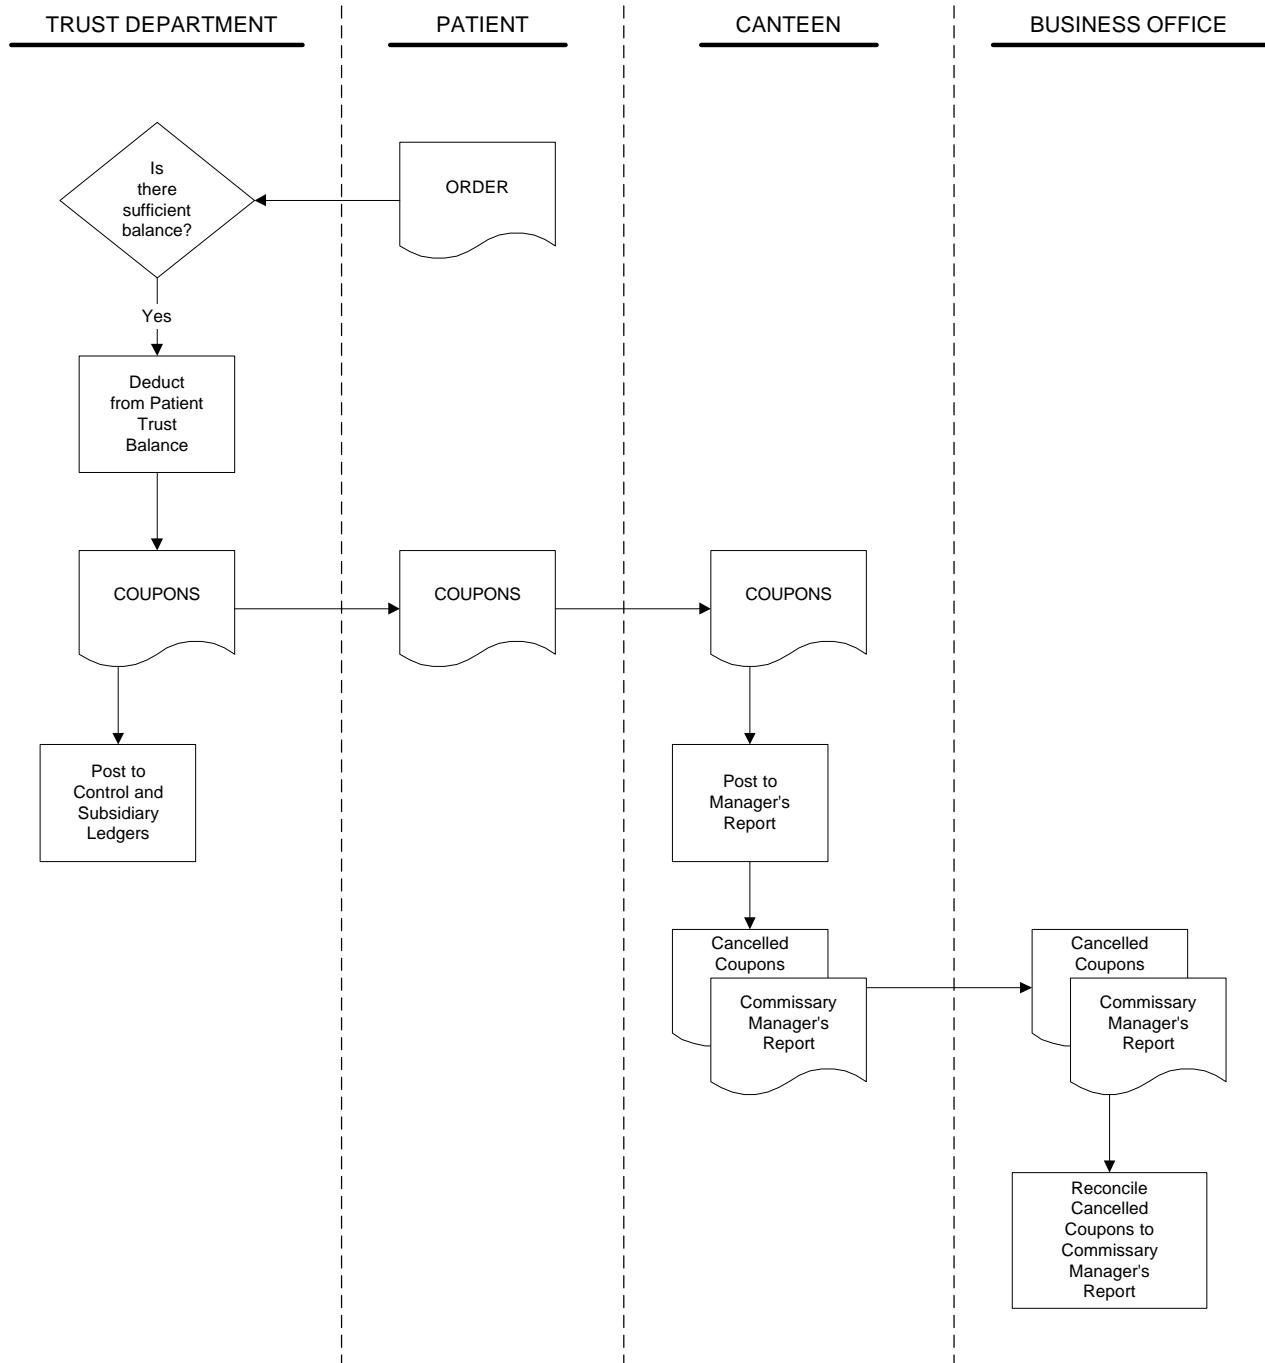 TRUST DEPARTMENT
PATIENT
CANTEEN
BUSINESS OFFICE
Is
there
sufficient
balance?
ORDER
Yes
Deduct
from Patient
Trust
Balance
COUPONS
COUPONS
COUPONS
Post to
Control and
Subsidiary
Ledgers
Post to
Manager's
Report
Cancelled
Coupons
Commissary
Manager's
Report
Cancelled
Coupons
Commissary
Manager's
Report
Reconcile
Cancelled
Coupons to
Commissary
Manager's
Report